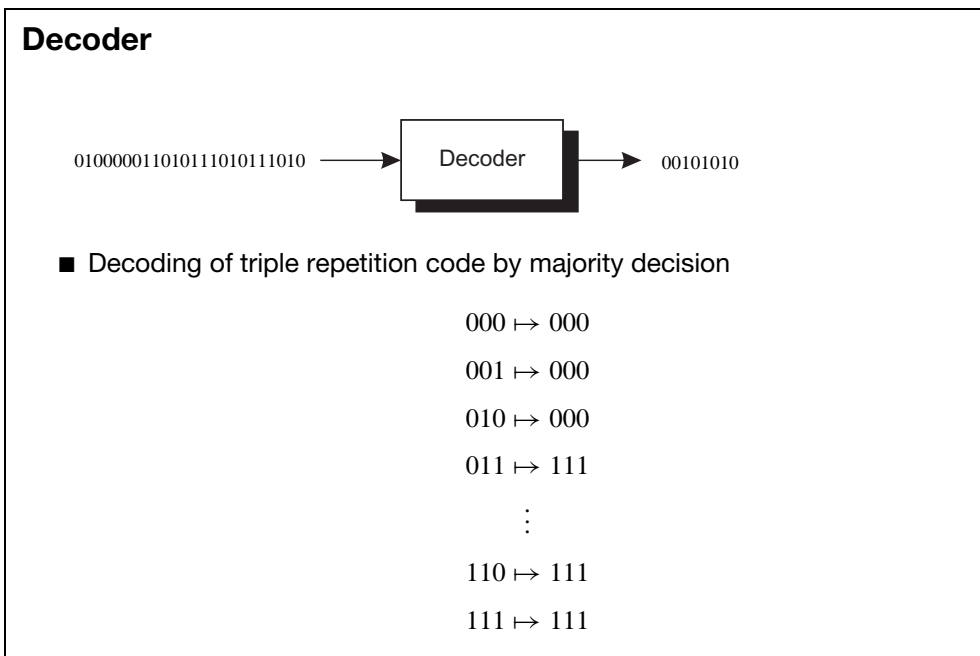 Decoder
010000011010111010111010 Decoder 00101010
■ Decoding of triple repetition code by majority decision
000 ↦ 000
001 ↦ 000
010 ↦ 000
011 ↦ 111
⋮
110 ↦ 111
111 ↦ 111